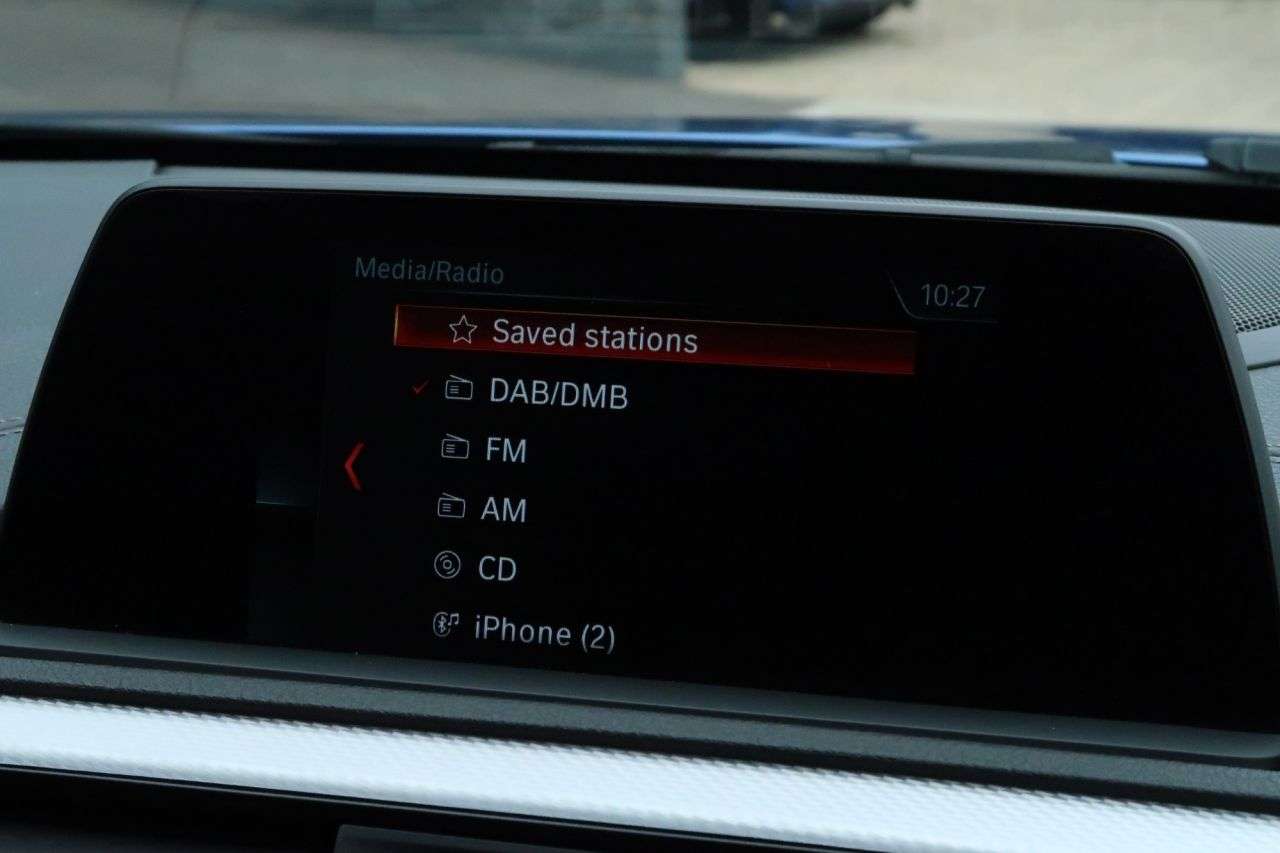 Media/Radio
10:27
Saved stations
DAB/DMB
FM
AM
CD
iPhone (2)